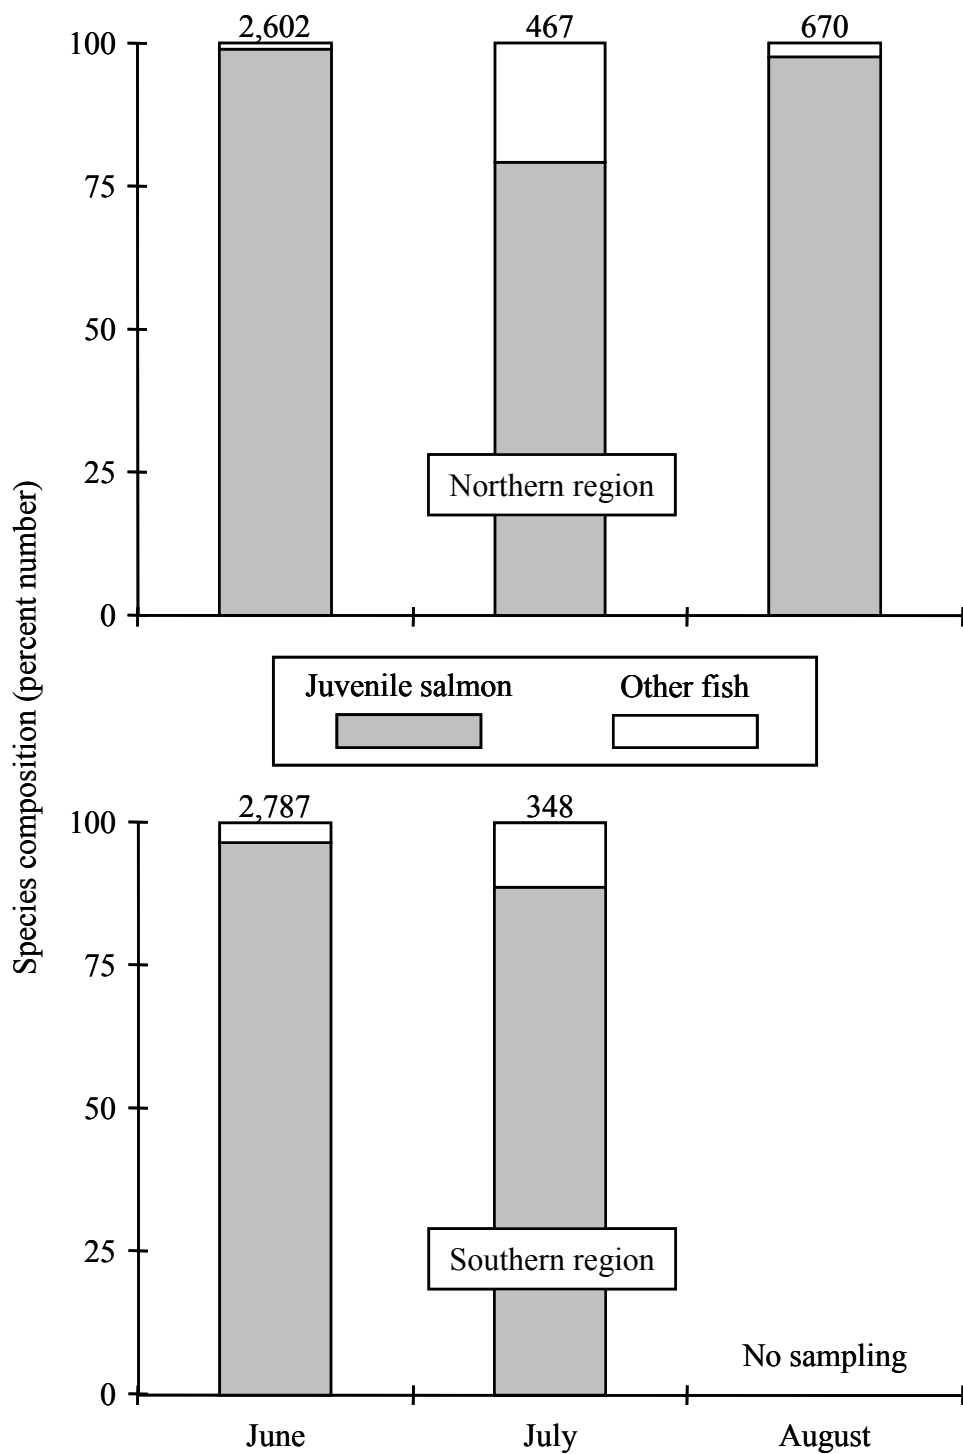 Species composition (percent number)
2,602
467
670
100
75
50
25
0
Northern region
Juvenile salmon
Other fish
2,787
348
100
75
50
25
0
Southern region
No sampling
June
July
August